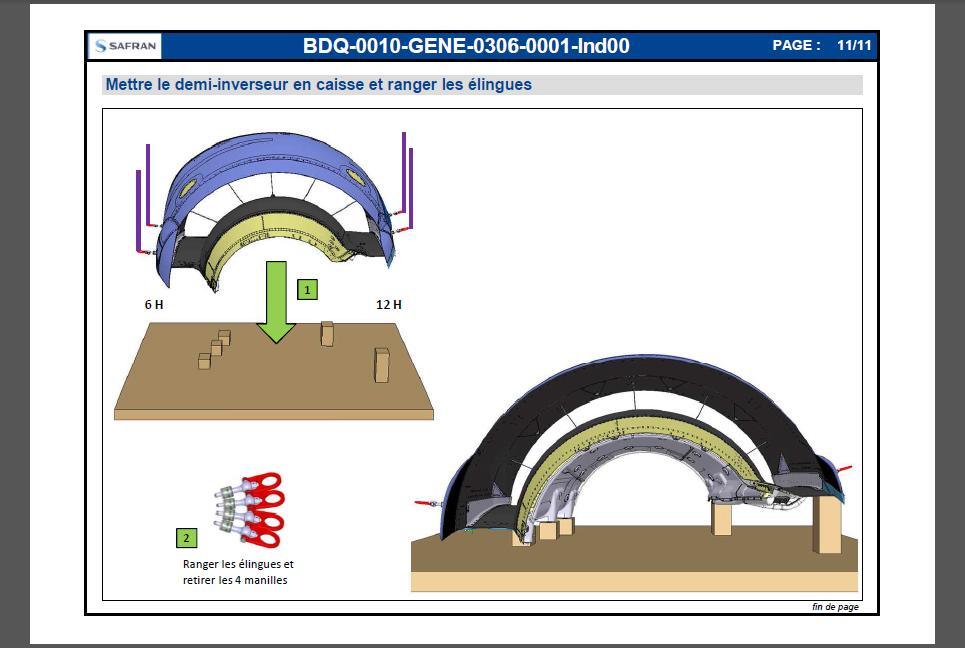 SAFRAN
BDQ-0010-GENE-0306-0001-Ind00
PAGE : 11/11
Mettre le demi-inverseur en caisse et ranger les élingues
1
6 H
12 H
2
Ranger les élingues et
retirer les 4 manilles
fin de page